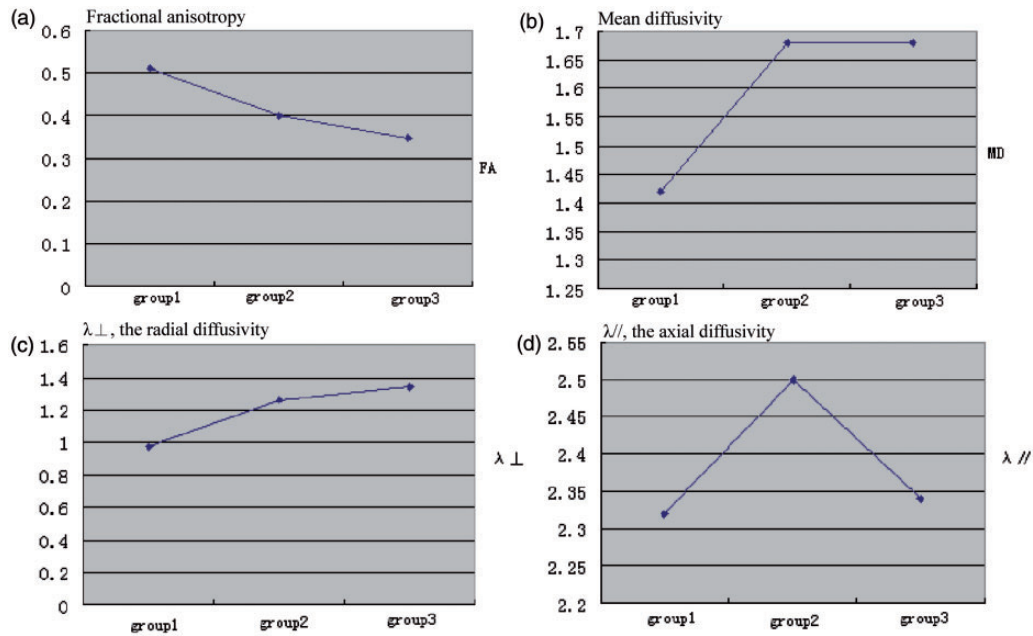 (a) Fractional anisotropy
0.6
0.5
0.4
0.3
0.2
0.1
0
group1 group2 group3
FA
(b) Mean diffusivity
1.7
1.65
1.6
1.55
1.5
1.45
1.4
1.35
1.3
1.25
group1 group2 group3
MD
(c) λ⊥, the radial diffusivity
1.6
1.4
1.2
1
0.8
0.6
0.4
0.2
0
group1 group2 group3
λ⊥
(d) λ//, the axial diffusivity
2.55
2.5
2.45
2.4
2.35
2.3
2.25
2.2
group1 group2 group3
λ//